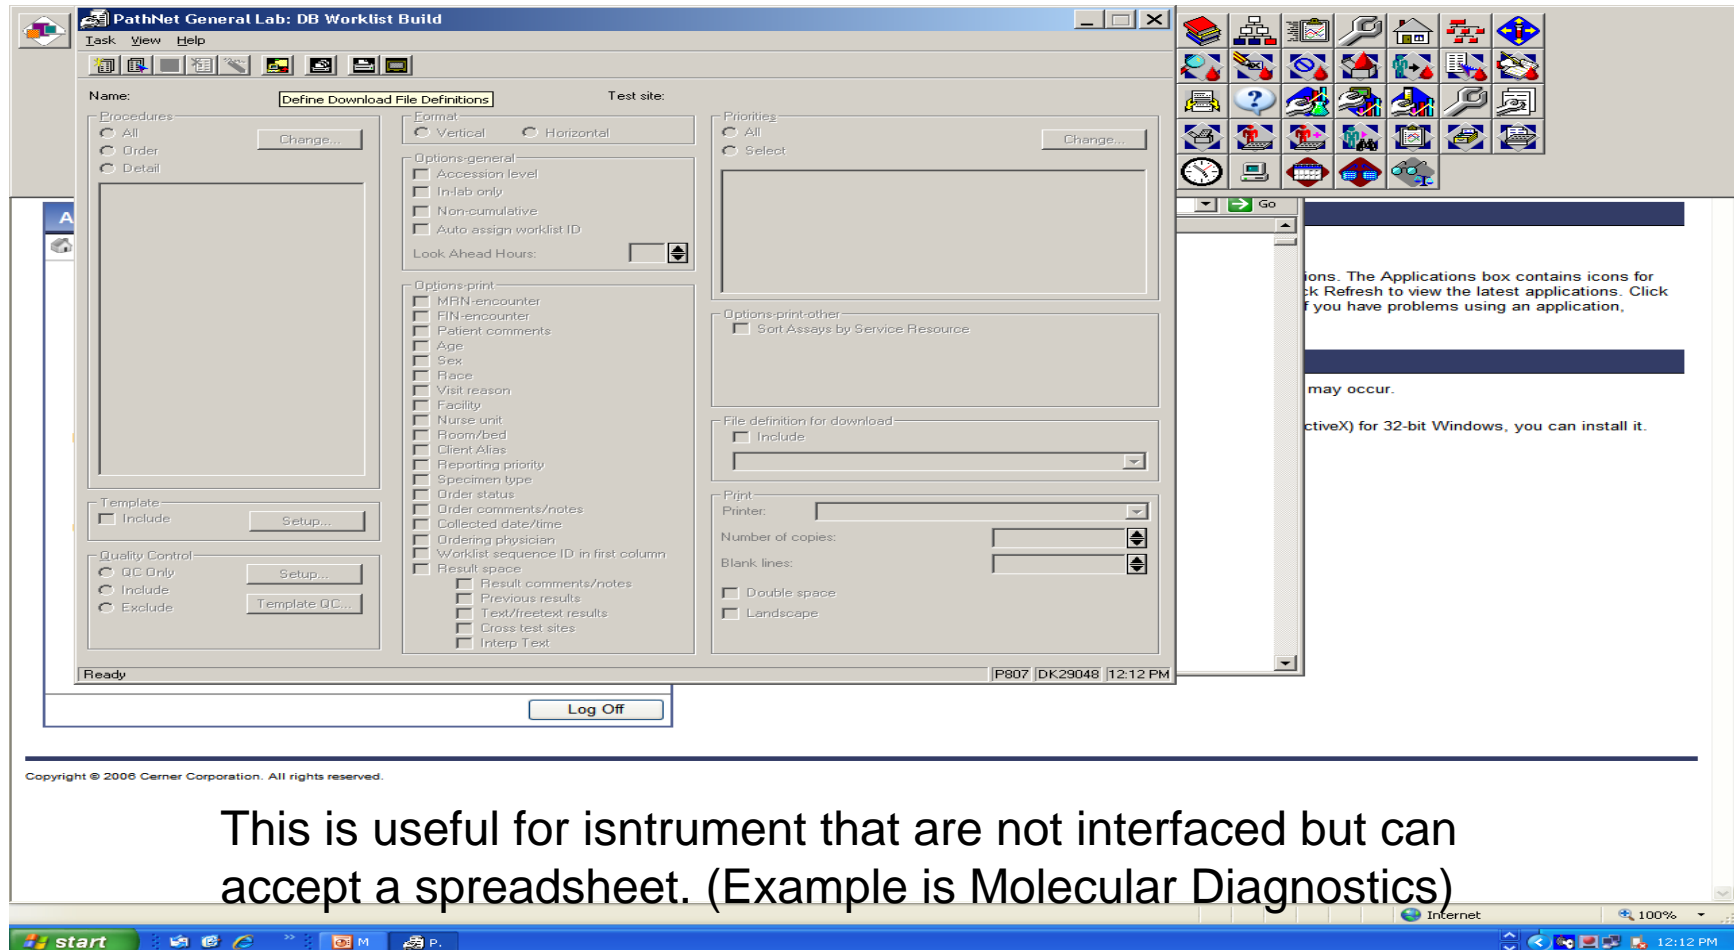 PathNet General Lab: DB Worklist Build
Task View Help
Name:
Define Download File Definitions
Test site:
Procedures
All
Order
Detail
Change...
Format
Vertical Horizontal
Options-general
Accession level
In-lab only
Non-cumulative
Auto assign worklist ID
Look Ahead Hours:
Options-print
MRN-encounter
FIN-encounter
Patient comments
Age
Sex
Race
Visit reason
Facility
Nurse unit
Room/bed
Client Alias
Reporting priority
Specimen type
Order status
Order comments/notes
Collected date/time
Ordering physician
Worklist sequence ID in first column
Result space
Result comments/notes
Previous results
Text/freetext results
Cross test sites
Interp Text
Priorities
All
Select
Change...
Options-print-other
Sort Assays by Service Resource
File definition for download
Include
Print
Printer:
Number of copies:
Blank lines:
Double space
Landscape
Template
Include Setup...
Quality Control
QC Only
Include
Exclude
Setup...
Template QC...
Ready P807 DK29048 12:12 PM
A
Go
ions. The Applications box contains icons for
ck Refresh to view the latest applications. Click
f you have problems using an application,
may occur.
ctiveX) for 32-bit Windows, you can install it.
Log Off
Copyright © 2006 Cerner Corporation. All rights reserved.
This is useful for isntrument that are not interfaced but can
accept a spreadsheet. (Example is Molecular Diagnostics)
Internet 100%
start M P. 12:12 PM